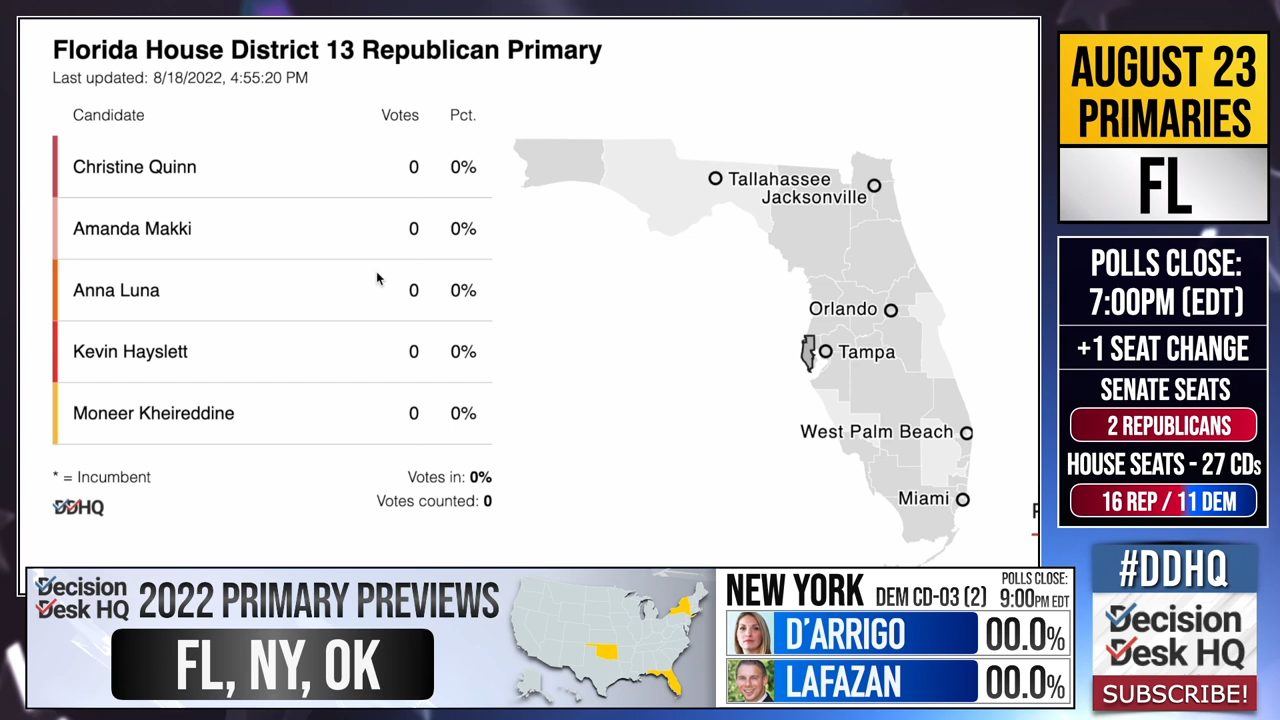 Florida House District 13 Republican Primary
Last updated: 8/18/2022, 4:55:20 PM
Candidate Votes Pct.
Christine Quinn 0 0%
Amanda Makki 0 0%
Anna Luna 0 0%
Kevin Hayslett 0 0%
Moneer Kheireddine 0 0%
* = Incumbent Votes in: 0%
DDHQ Votes counted: 0
Tallahassee
Jacksonville
Orlando
Tampa
West Palm Beach
Miami
AUGUST 23
PRIMARIES
FL
POLLS CLOSE:
7:00PM (EDT)
+1 SEAT CHANGE
SENATE SEATS
2 REPUBLICANS
HOUSE SEATS - 27 CDs
16 REP / 11 DEM
Decision
Desk HQ
2022 PRIMARY PREVIEWS
FL, NY, OK
NEW YORK DEM CD-03 (2)
POLLS CLOSE:
9:00PM EDT
D'ARRIGO 00.0%
LAFAZAN 00.0%
#DDHQ
Decision
Desk HQ
SUBSCRIBE!